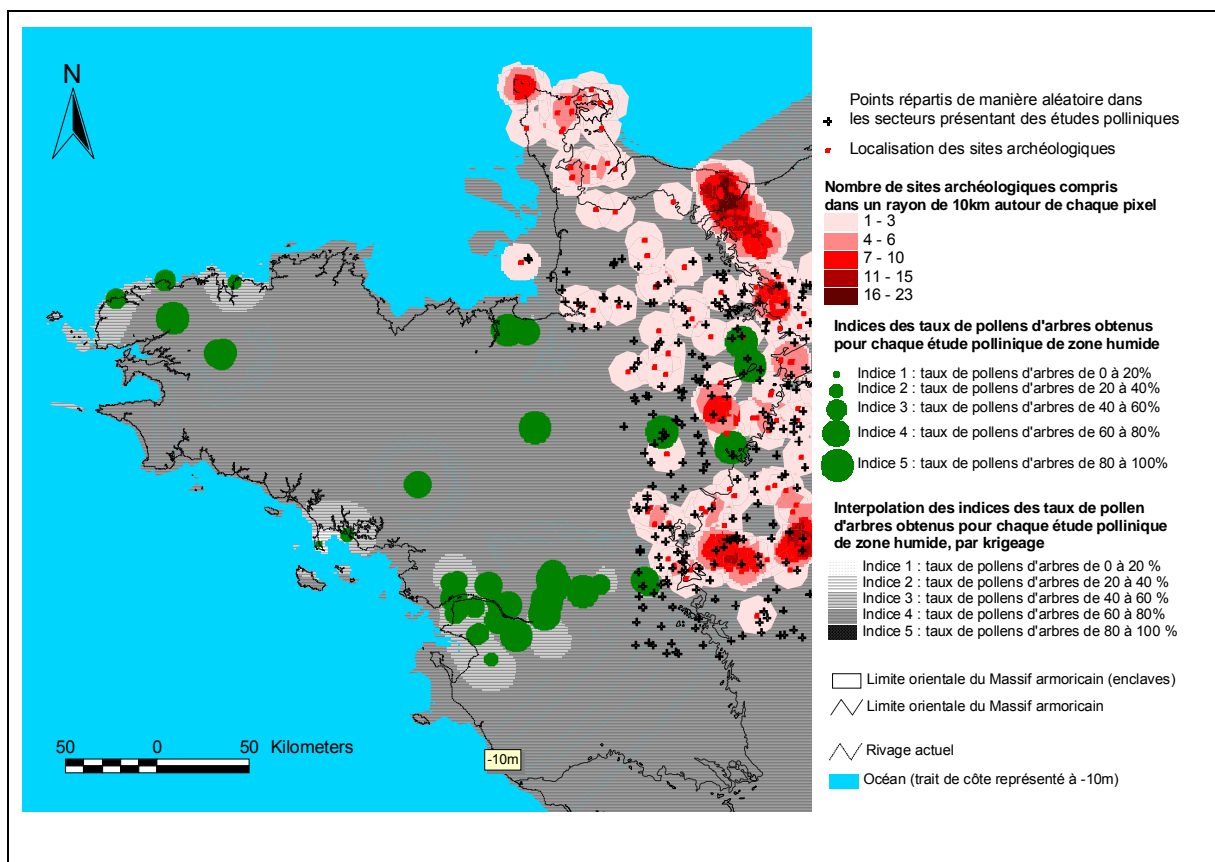 N
50 0 50 Kilometers
-10m
Points répartis de manière aléatoire dans
les secteurs présentant des études polliniques
Localisation des sites archéologiques
Nombre de sites archéologiques compris
dans un rayon de 10km autour de chaque pixel
1 - 3
4 - 6
7 - 10
11 - 15
16 - 23
Indices des taux de pollens d'arbres obtenus
pour chaque étude pollinique de zone humide
Indice 1 : taux de pollens d'arbres de 0 à 20%
Indice 2 : taux de pollens d'arbres de 20 à 40%
Indice 3 : taux de pollens d'arbres de 40 à 60%
Indice 4 : taux de pollens d'arbres de 60 à 80%
Indice 5 : taux de pollens d'arbres de 80 à 100%
Interpolation des indices des taux de pollen
d'arbres obtenus pour chaque étude pollinique
de zone humide, par krigeage
Indice 1 : taux de pollens d'arbres de 0 à 20 %
Indice 2 : taux de pollens d'arbres de 20 à 40 %
Indice 3 : taux de pollens d'arbres de 40 à 60 %
Indice 4 : taux de pollens d'arbres de 60 à 80%
Indice 5 : taux de pollens d'arbres de 80 à 100 %
Limite orientale du Massif armoricain (enclaves)
Limite orientale du Massif armoricain
Rivage actuel
Océan (trait de côte représenté à -10m)